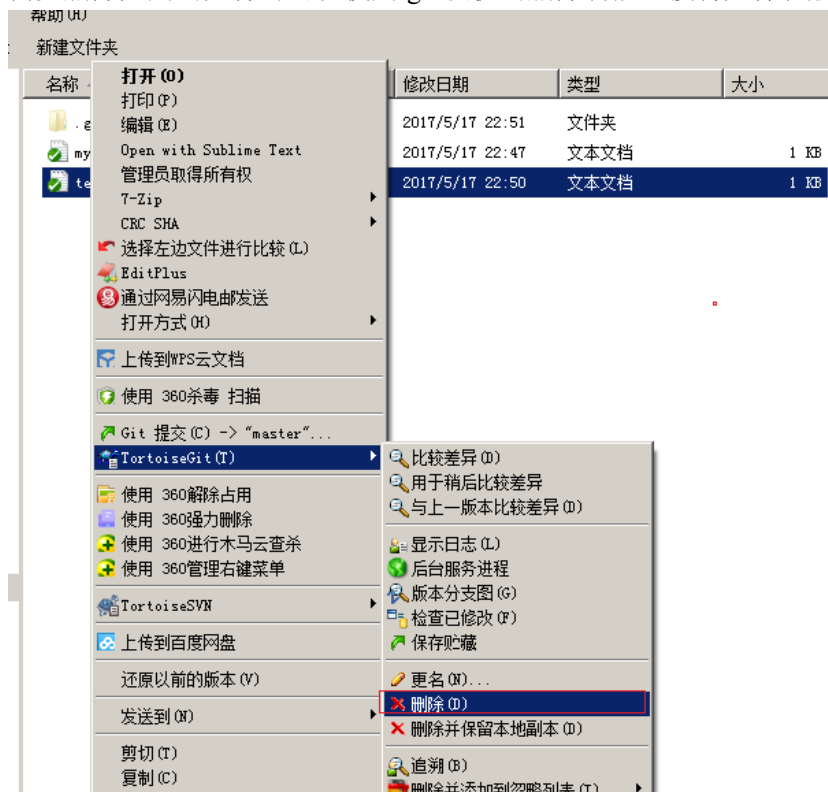 帮助(H)
新建文件夹
名称 修改日期 类型 大小
.g 2017/5/17 22:51 文件夹
my 2017/5/17 22:47 文本文档 1 KB
te 2017/5/17 22:50 文本文档 1 KB
打开(O)
打印(P)
编辑(E)
Open with Sublime Text
管理员取得所有权
7-Zip
CRC SHA
选择左边文件进行比较(L)
EditPlus
通过网易闪电邮发送
打开方式(H)
上传到WPS云文档
使用 360杀毒 扫描
Git 提交(C) -> "master"...
TortoiseGit(T)
使用 360解除占用
使用 360强力删除
使用 360进行木马云查杀
使用 360管理右键菜单
TortoiseSVN
上传到百度网盘
还原以前的版本(V)
发送到(N)
剪切(T)
复制(C)
比较差异(D)
用于稍后比较差异
与上一版本比较差异(D)
显示日志(L)
后台服务进程
版本分支图(G)
检查已修改(F)
保存贮藏
更名(N)...
删除(D)
删除并保留本地副本(D)
追溯(B)
删除并添加到忽略列表(I)